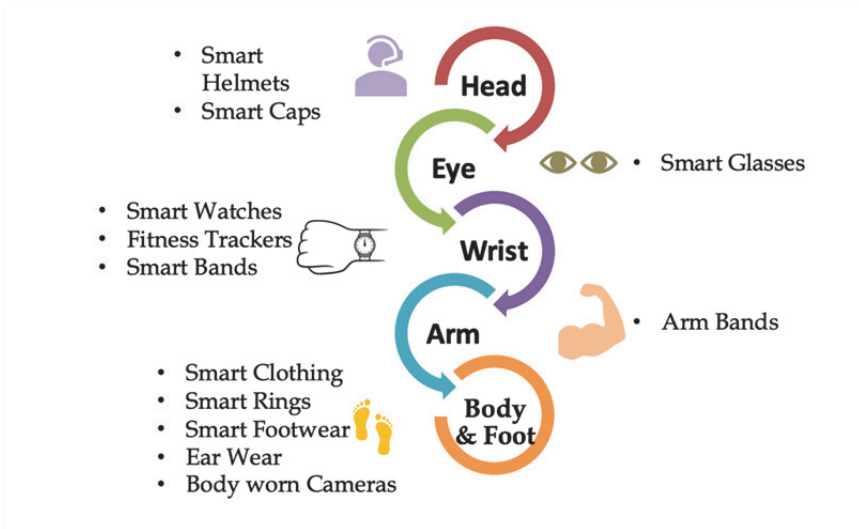 • Smart
Helmets
• Smart Caps
Head
Eye
• Smart Glasses
• Smart Watches
• Fitness Trackers
• Smart Bands
Wrist
Arm
• Arm Bands
• Smart Clothing
• Smart Rings
• Smart Footwear
• Ear Wear
• Body worn Cameras
Body
& Foot